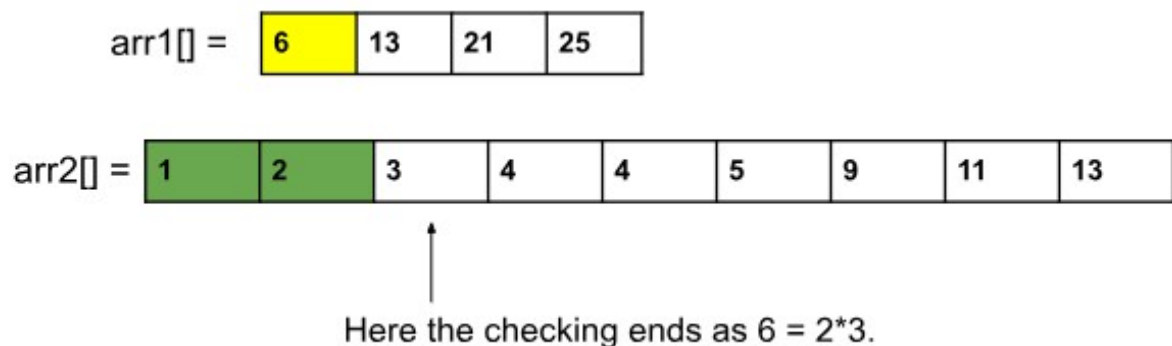 arr1[] = 6 13 21 25
arr2[] = 1 2 3 4 4 5 9 11 13
Here the checking ends as 6 = 2*3.